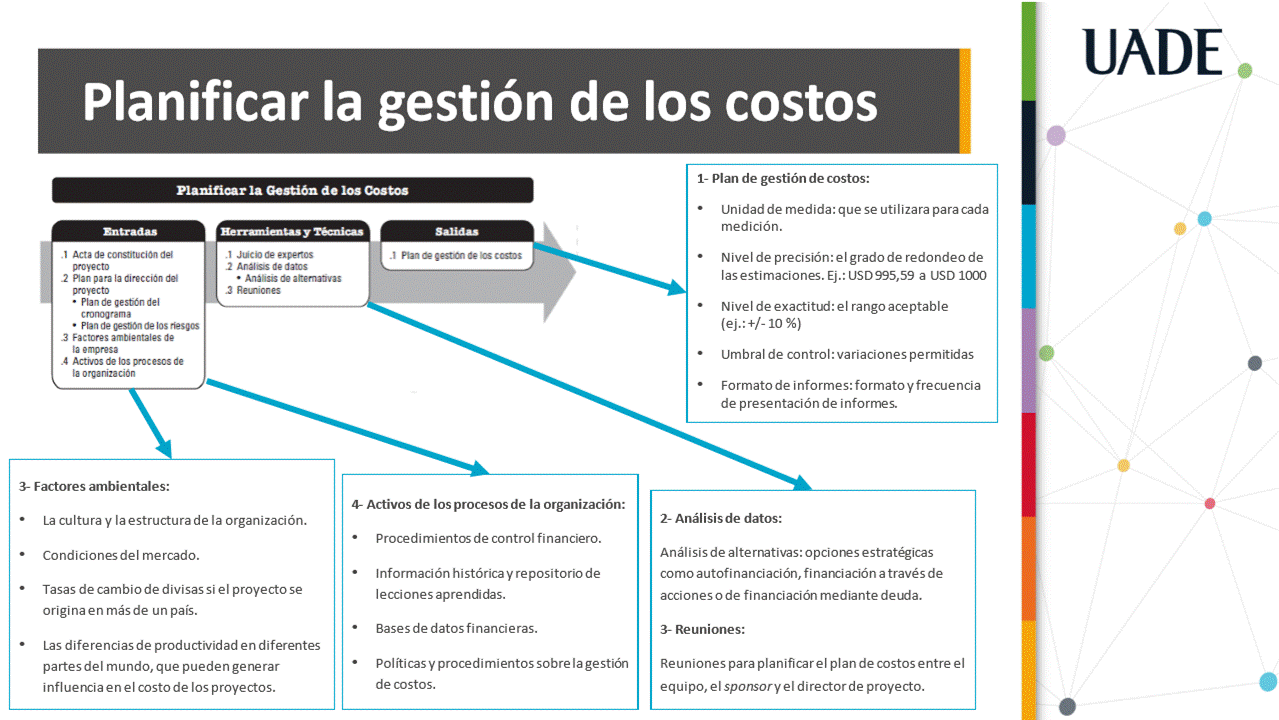 UADE
Planificar la gestión de los costos
Planificar la Gestión de los Costos
Entradas
.1 Acta de constitución del
proyecto
.2 Plan para la dirección del
proyecto
• Plan de gestión del
cronograma
• Plan de gestión de los riesgos
.3 Factores ambientales de
la empresa
.4 Activos de los procesos de
la organización
Herramientas y Técnicas
.1 Juicio de expertos
.2 Análisis de datos
• Análisis de alternativas
.3 Reuniones
Salidas
.1 Plan de gestión de los costos
1- Plan de gestión de costos:
• Unidad de medida: que se utilizara para cada
medición.
• Nivel de precisión: el grado de redondeo de
las estimaciones. Ej.: USD 995,59 a USD 1000
• Nivel de exactitud: el rango aceptable
(ej.: +/- 10 %)
• Umbral de control: variaciones permitidas
• Formato de informes: formato y frecuencia
de presentación de informes.
3- Factores ambientales:
• La cultura y la estructura de la organización.
• Condiciones del mercado.
• Tasas de cambio de divisas si el proyecto se
origina en más de un país.
• Las diferencias de productividad en diferentes
partes del mundo, que pueden generar
influencia en el costo de los proyectos.
4- Activos de los procesos de la organización:
• Procedimientos de control financiero.
• Información histórica y repositorio de
lecciones aprendidas.
• Bases de datos financieras.
• Políticas y procedimientos sobre la gestión
de costos.
2- Análisis de datos:
Análisis de alternativas: opciones estratégicas
como autofinanciación, financiación a través de
acciones o de financiación mediante deuda.
3- Reuniones:
Reuniones para planificar el plan de costos entre el
equipo, el sponsor y el director de proyecto.